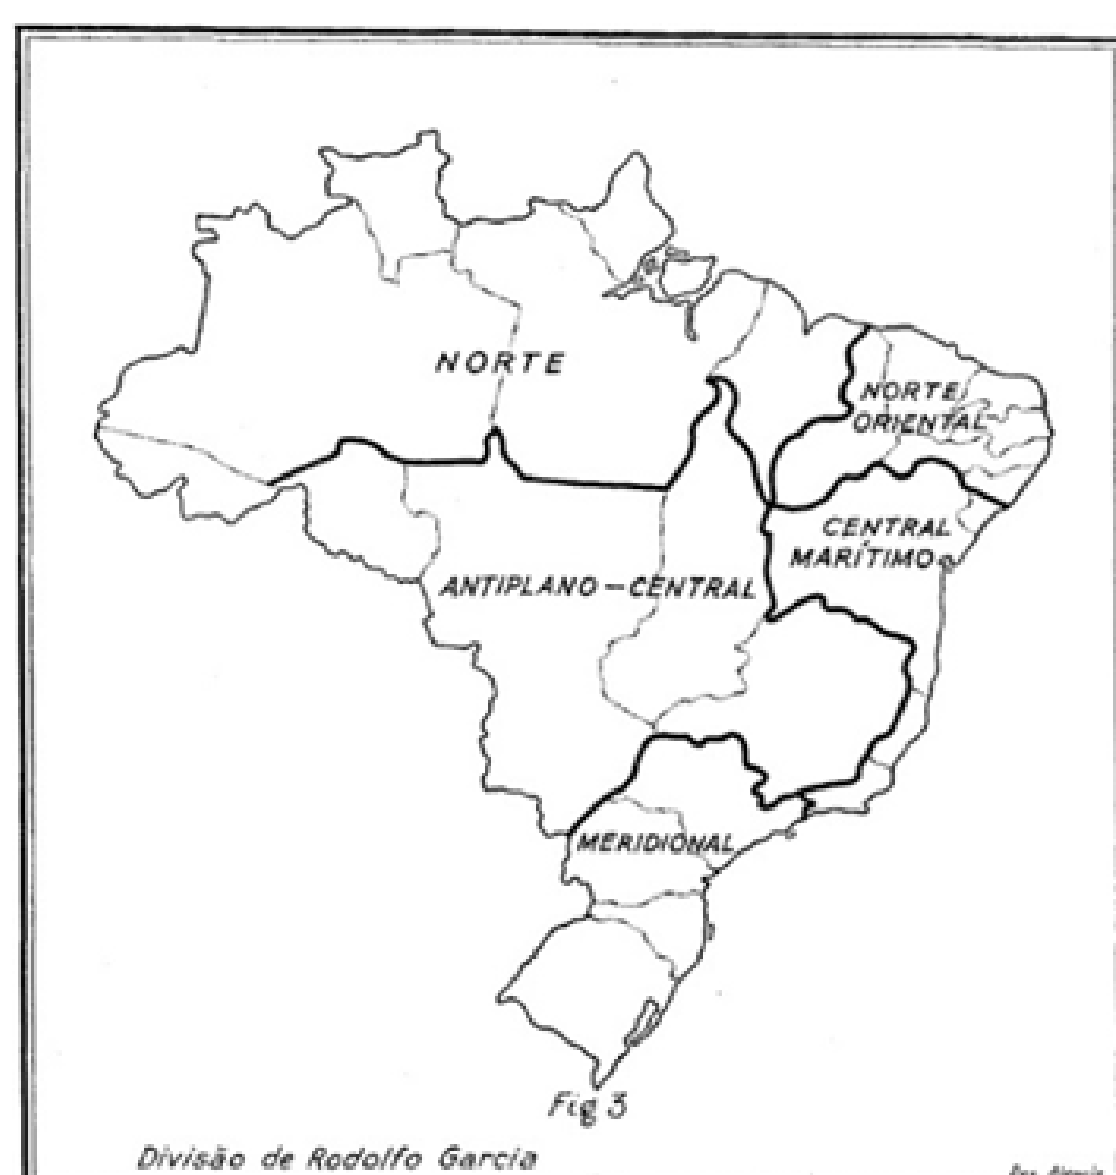 NORTE
NORTE
ORIENTAL
CENTRAL
MARÍTIMO
ANTIPLANO-CENTRAL
MERIDIONAL
Fig 3
Divisão de Rodolfo Garcia